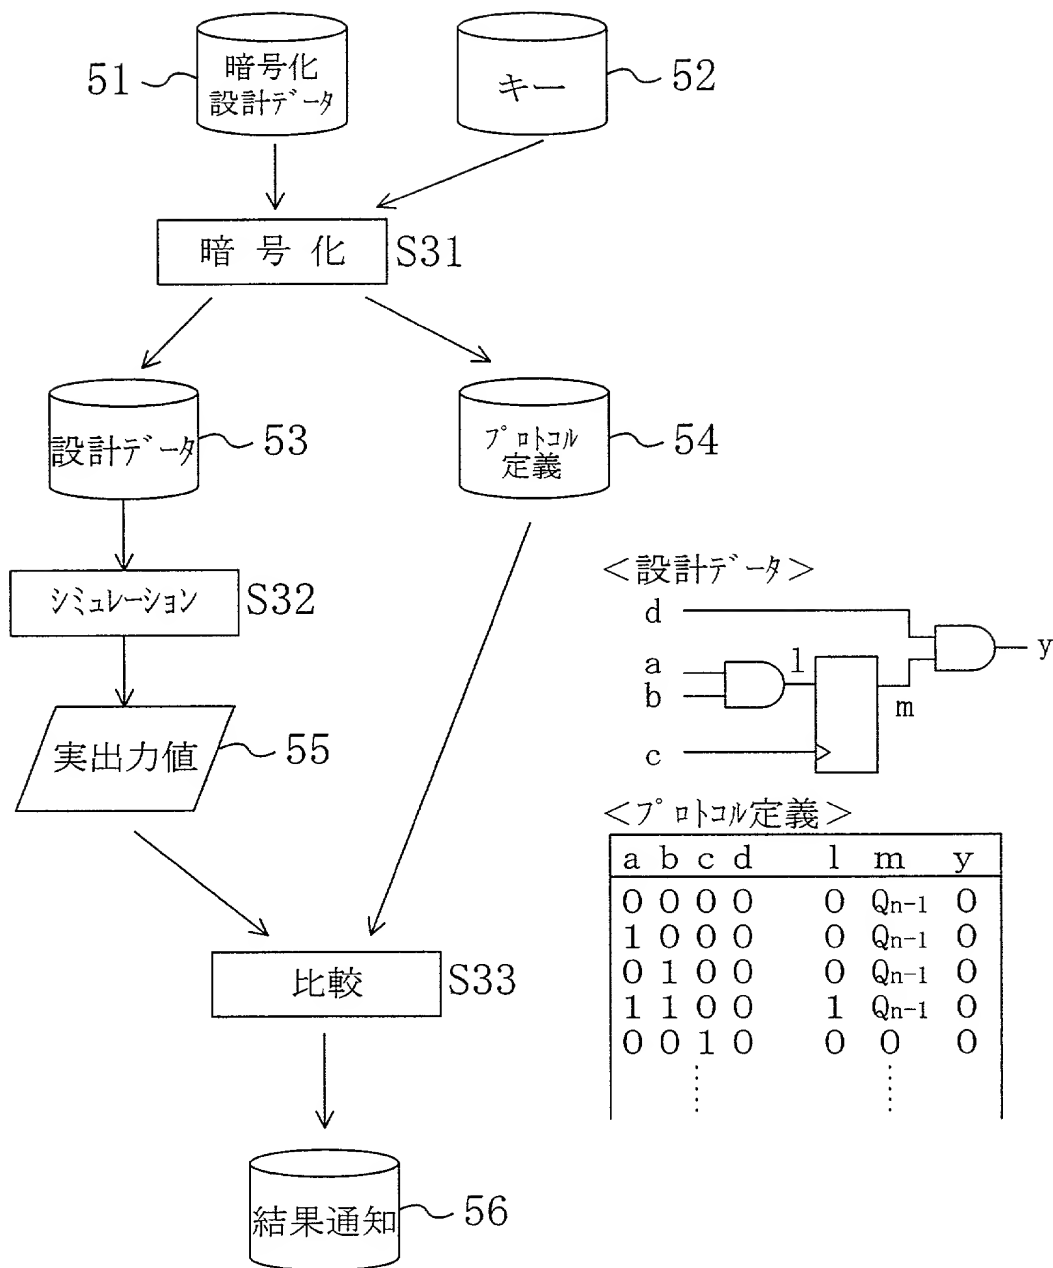 51
暗号化
設計データ
キー
52
暗号化
S31
設計データ
53
プロトコル
定義
54
シミュレーション
S32
実出力値
55
比較
S33
結果通知
56
<設計データ>
d
a
b
c
l
m
y
<プロトコル定義>
a b c d l m y
0 0 0 0 0 Qn-1 0
1 0 0 0 0 Qn-1 0
0 1 0 0 0 Qn-1 0
1 1 0 0 1 Qn-1 0
0 0 1 0 0 0 0